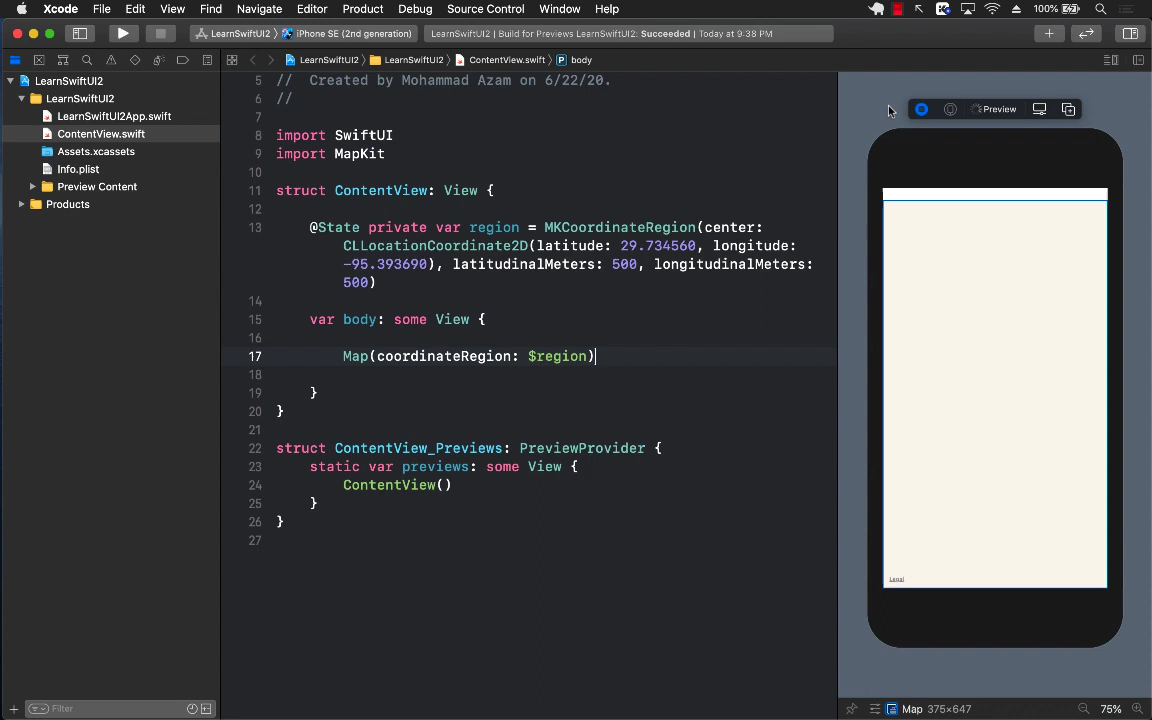 Xcode File Edit View Find Navigate Editor Product Debug Source Control Window Help 100%
LearnSwiftUI2 〉 iPhone SE (2nd generation) LearnSwiftUI2 | Build for Previews LearnSwiftUI2: Succeeded | Today at 9:38 PM
LearnSwiftUI2 〉 LearnSwiftUI2 〉 ContentView.swift 〉 P body
LearnSwiftUI2
LearnSwiftUI2
LearnSwiftUI2App.swift
ContentView.swift
Assets.xcassets
Info.plist
Preview Content
Products
Filter
5 // Created by Mohammad Azam on 6/22/20.
6 //
7
8 import SwiftUI
9 import MapKit
10
11 struct ContentView: View {
12
13 @State private var region = MKCoordinateRegion(center:
CLLocationCoordinate2D(latitude: 29.734560, longitude:
-95.393690), latitudinalMeters: 500, longitudinalMeters:
500)
14
15 var body: some View {
16
17 Map(coordinateRegion: $region)
18
19 }
20 }
21
22 struct ContentView_Previews: PreviewProvider {
23 static var previews: some View {
24 ContentView()
25 }
26 }
27
Preview
Legal
Map 375×647 75%